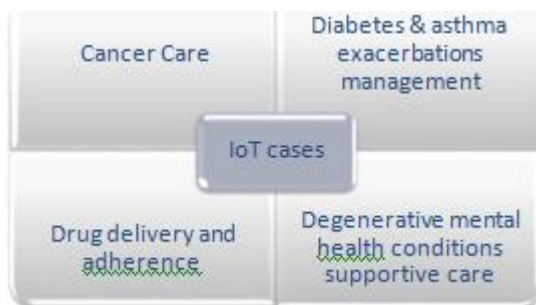 Cancer Care
Diabetes & asthma
exacerbations
management
IoT cases
Drug delivery and
adherence
Degenerative mental
health conditions
supportive care